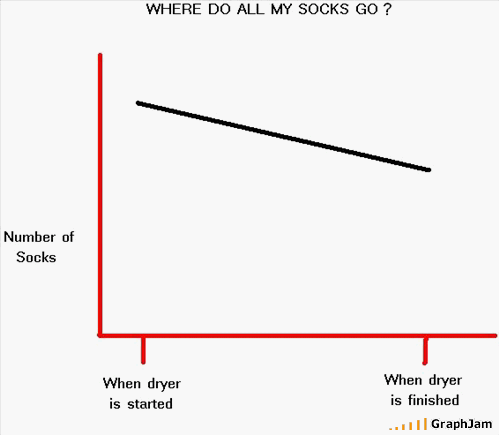 WHERE DO ALL MY SOCKS GO ?
Number of
Socks
When dryer
is started
When dryer
is finished
GraphJam